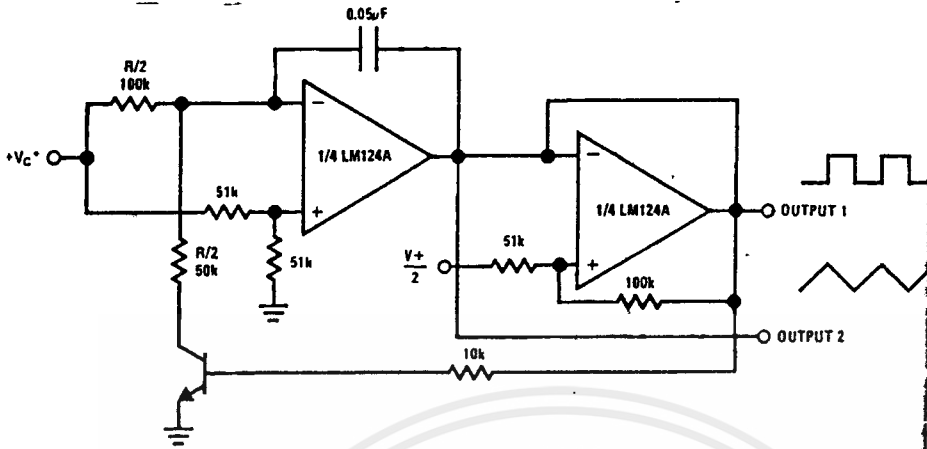 0.05µF
R/2
100k
+VC*
1/4 LM124A
51k
51k
R/2
50k
1/4 LM124A
OUTPUT 1
V+
2
51k
100k
OUTPUT 2
10k